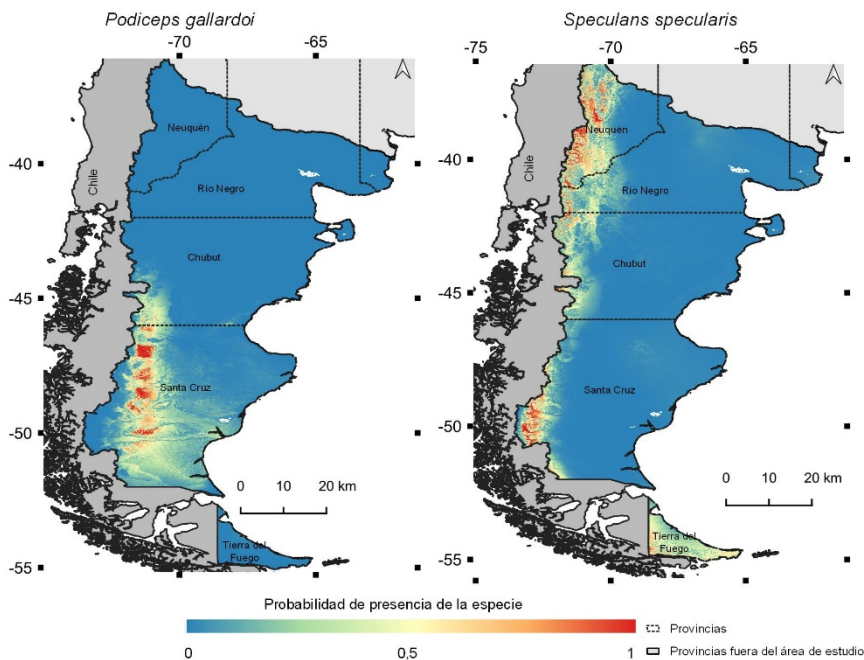 Podiceps gallardoi
Speculans specularis
-70 -65
-75 -70 -65
-40
-45
-50
-55
Chile
Neuquén
Río Negro
Chubut
Santa Cruz
Tierra del
Fuego
0 10 20 km
-40
-45
-50
-55
Chile
Neuquén
Río Negro
Chubut
Santa Cruz
Tierra del
Fuego
0 10 20 km
Probabilidad de presencia de la especie
0 0,5 1
Provincias
Provincias fuera del área de estudio